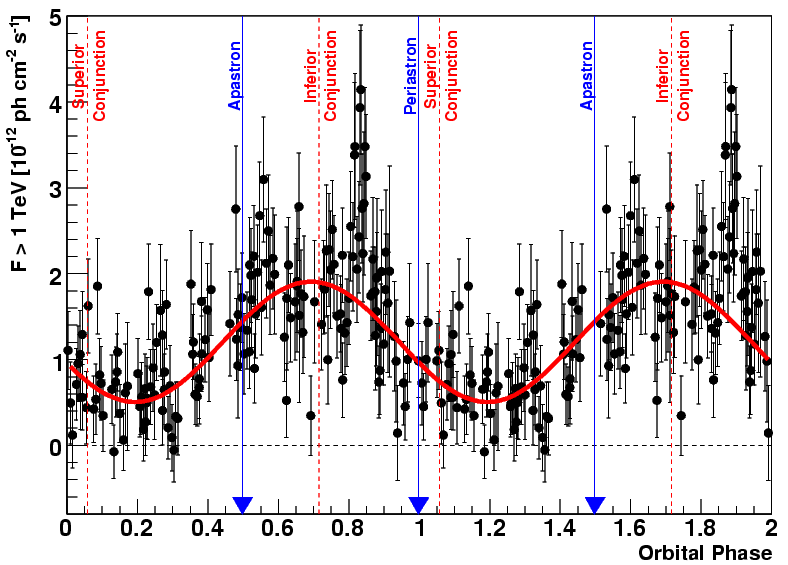 5
4
3
2
1
0
F > 1 TeV [10⁻¹² ph cm⁻² s⁻¹]
Superior
Conjunction
Apastron
Inferior
Conjunction
Periastron
Superior
Conjunction
Apastron
Inferior
Conjunction
0 0.2 0.4 0.6 0.8 1 1.2 1.4 1.6 1.8 2
Orbital Phase